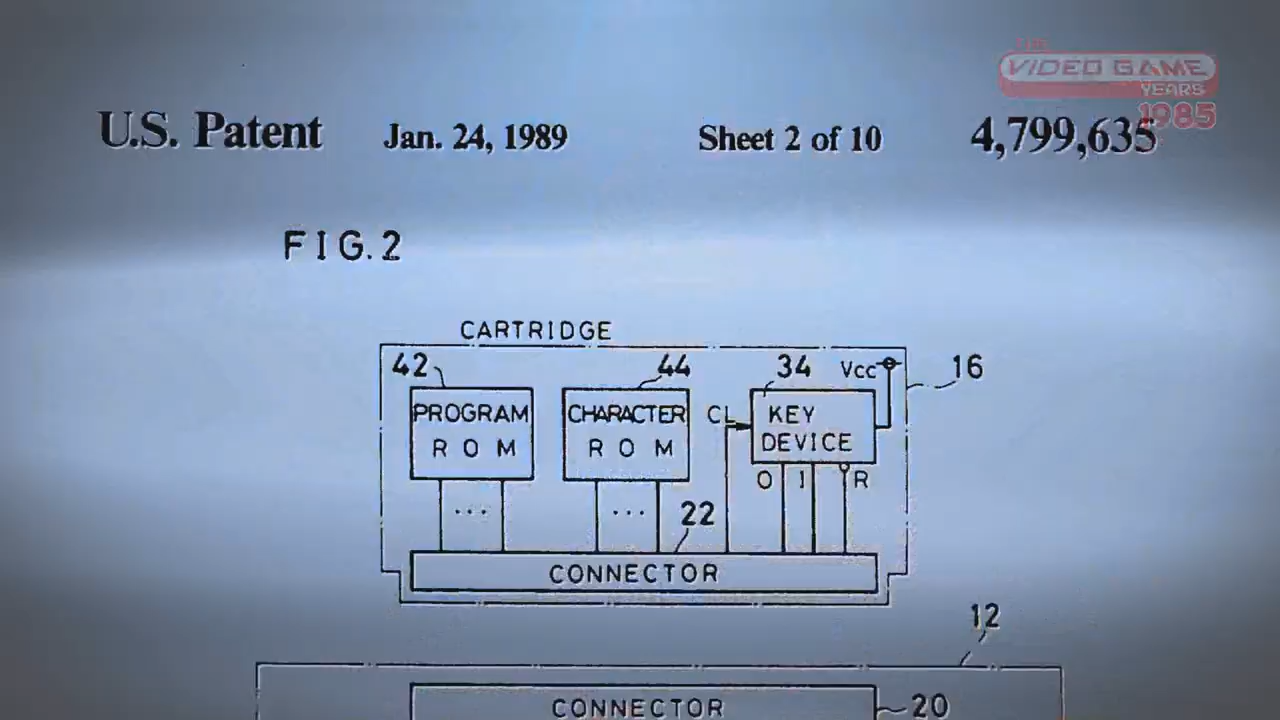 THE
VIDEO GAME
YEARS
1985
U.S. Patent Jan. 24, 1989 Sheet 2 of 10 4,799,635
FIG.2
CARTRIDGE
42 44 34 Vcc 16
PROGRAM CHARACTER CL KEY
ROM ROM DEVICE
O I R
... ... 22
CONNECTOR
12
CONNECTOR 20